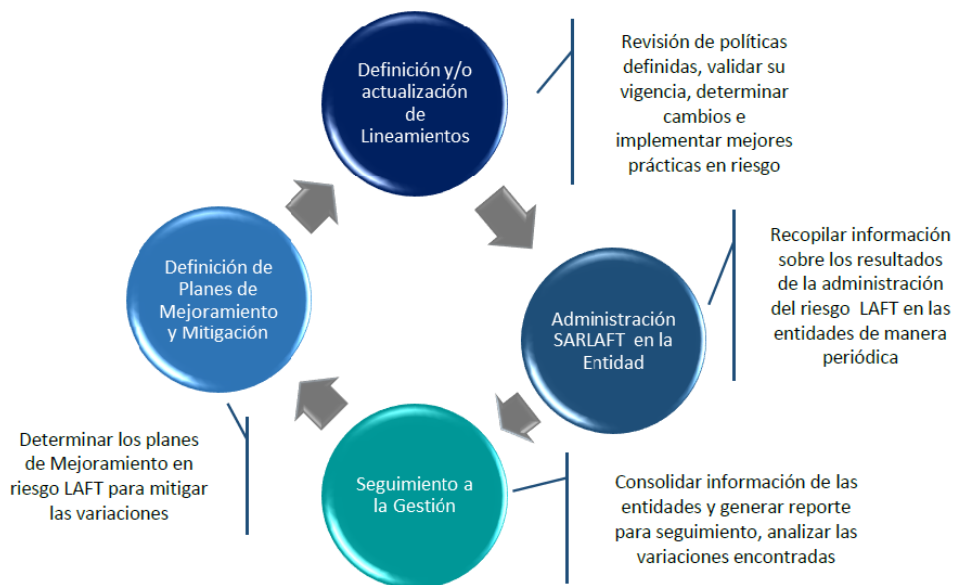 Definición y/o
actualización
de
Lineamientos
Revisión de políticas
definidas, validar su
vigencia, determinar
cambios e
implementar mejores
prácticas en riesgo
Administración
SARLAFT en la
Entidad
Recopilar información
sobre los resultados
de la administración
del riesgo LAFT en las
entidades de manera
periódica
Seguimiento a
la Gestión
Consolidar información de las
entidades y generar reporte
para seguimiento, analizar las
variaciones encontradas
Definición de
Planes de
Mejoramiento
y Mitigación
Determinar los planes
de Mejoramiento en
riesgo LAFT para mitigar
las variaciones